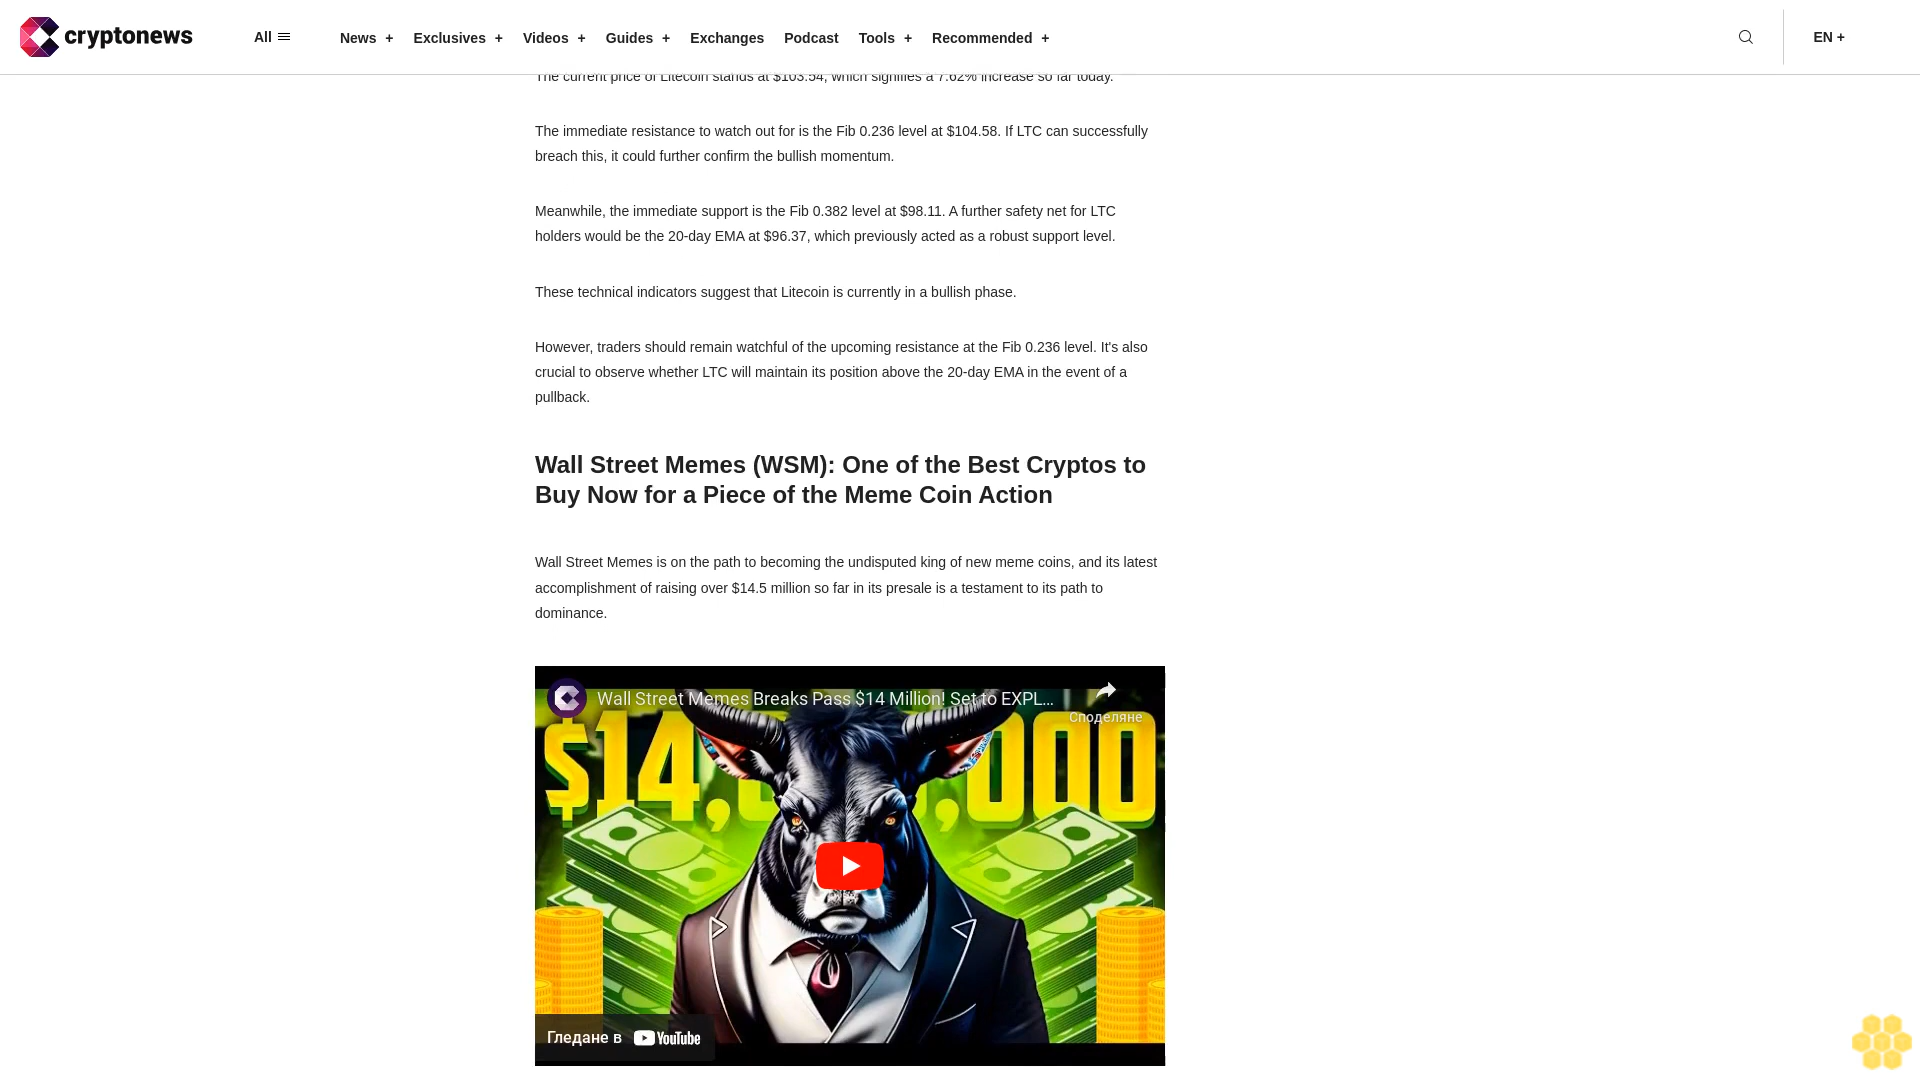 cryptonews
All
News +
Exclusives +
Videos +
Guides +
Exchanges
Podcast
Tools +
Recommended +
EN +
The current price of Litecoin stands at $103.54, which signifies a 7.62% increase so far today.
The immediate resistance to watch out for is the Fib 0.236 level at $104.58. If LTC can successfully
breach this, it could further confirm the bullish momentum.
Meanwhile, the immediate support is the Fib 0.382 level at $98.11. A further safety net for LTC
holders would be the 20-day EMA at $96.37, which previously acted as a robust support level.
These technical indicators suggest that Litecoin is currently in a bullish phase.
However, traders should remain watchful of the upcoming resistance at the Fib 0.236 level. It's also
crucial to observe whether LTC will maintain its position above the 20-day EMA in the event of a
pullback.
Wall Street Memes (WSM): One of the Best Cryptos to
Buy Now for a Piece of the Meme Coin Action
Wall Street Memes is on the path to becoming the undisputed king of new meme coins, and its latest
accomplishment of raising over $14.5 million so far in its presale is a testament to its path to
dominance.
Wall Street Memes Breaks Pass $14 Million! Set to EXPL...
Споделяне
Гледане в YouTube